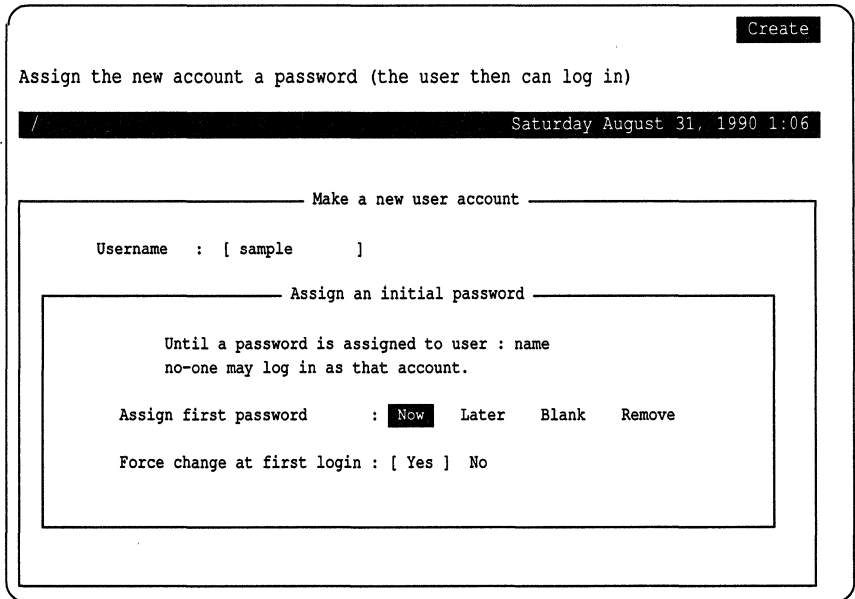 Create
Assign the new account a password (the user then can log in)
/ Saturday August 31, 1990 1:06
Make a new user account
Username : [ sample ]
Assign an initial password
Until a password is assigned to user : name
no-one may log in as that account.
Assign first password : Now Later Blank Remove
Force change at first login : [ Yes ] No